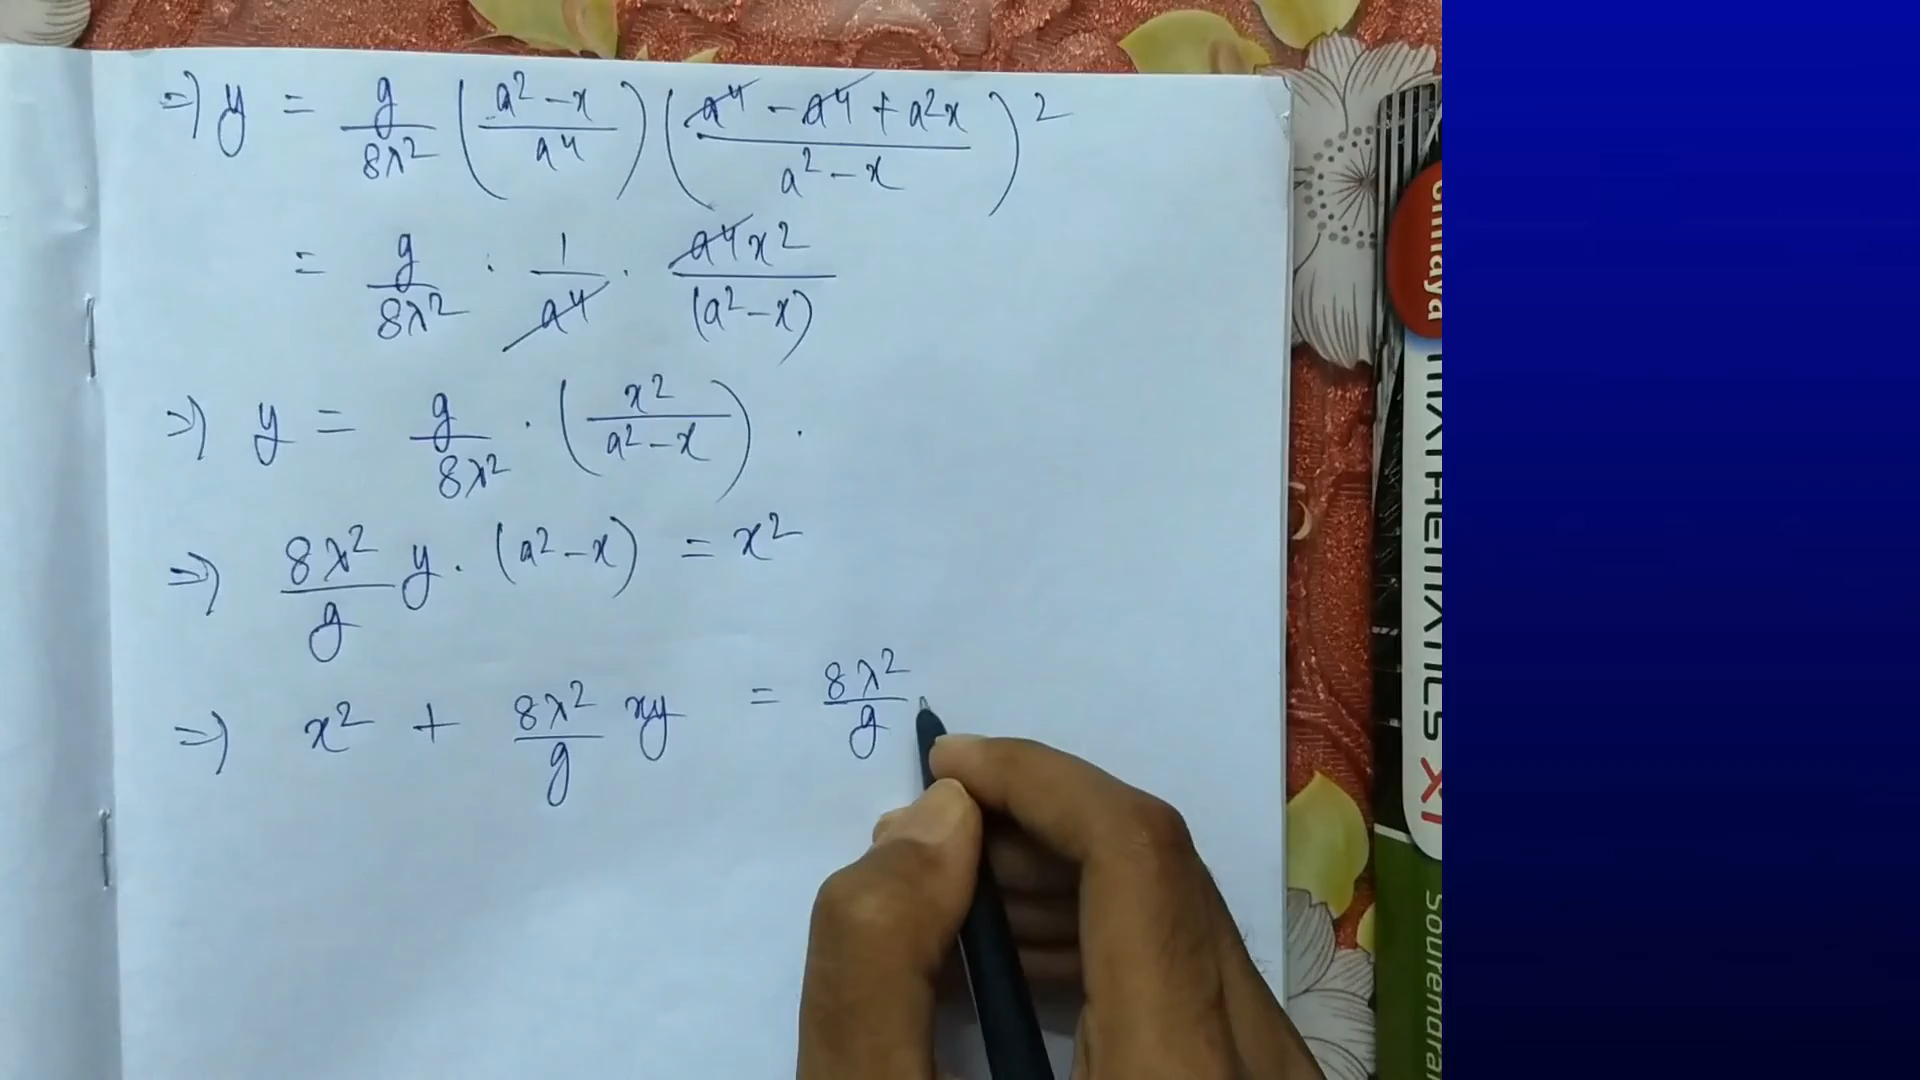 ⇒ y = g/8λ² (a² - x/a⁴) (a⁴ - a⁴ + a²x/a² - x)²
= g/8λ² · 1/a⁴ · a⁴x²/(a² - x)
⇒ y = g/8λ² · (x²/a² - x) .
⇒ 8λ²/g y · (a² - x) = x²
⇒ x² + 8λ²/g xy = 8λ²/g
chhaya
MATHEMATICS XI